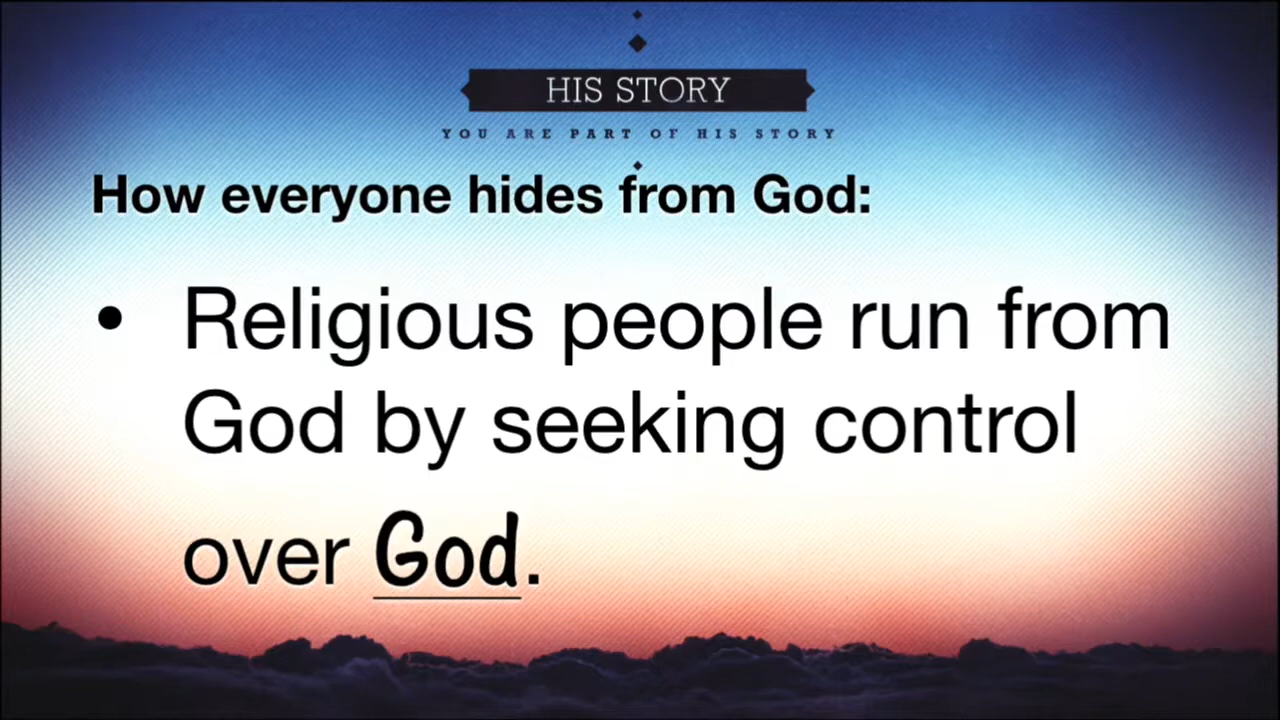 HIS STORY
YOU ARE PART OF HIS STORY
How everyone hides from God:
• Religious people run from
God by seeking control
over God.